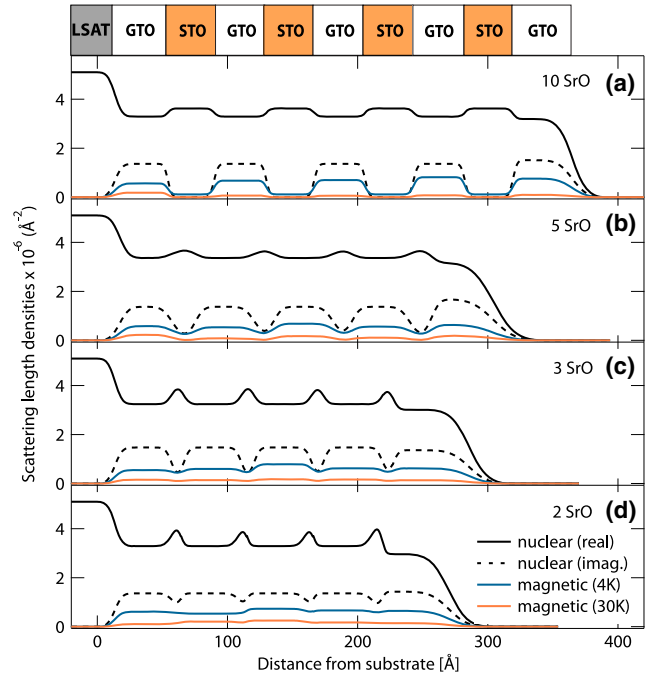 LSAT GTO STO GTO STO GTO STO GTO STO GTO
10 SrO (a)
4
2
0
5 SrO (b)
4
2
0
3 SrO (c)
4
2
0
2 SrO (d)
4
2
0
nuclear (real)
nuclear (imag.)
magnetic (4K)
magnetic (30K)
0 100 200 300 400
Distance from substrate [Å]
Scattering length densities x 10⁻⁶ (Å⁻²)